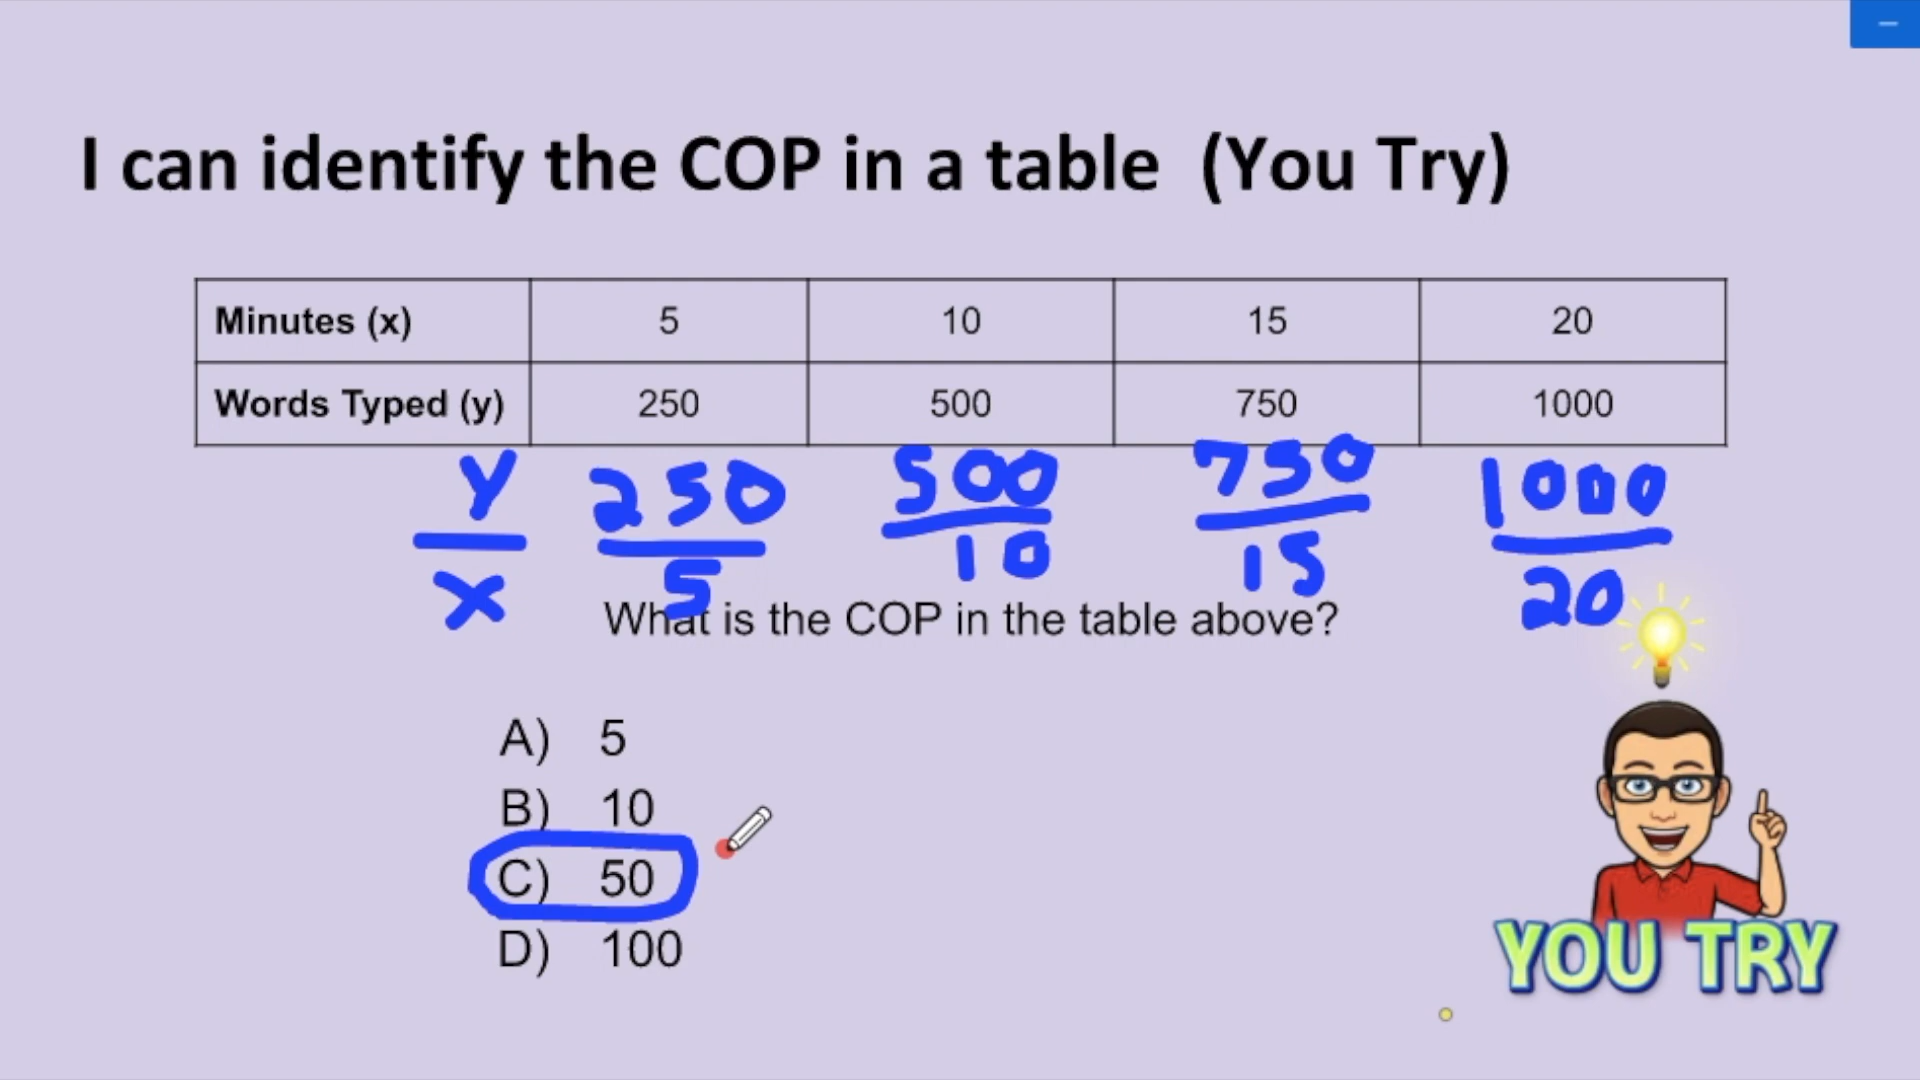 I can identify the COP in a table (You Try)
Minutes (x) 5 10 15 20
Words Typed (y) 250 500 750 1000
y 250 500 750 1000
x 5 10 15 20
What is the COP in the table above?
A) 5
B) 10
C) 50
D) 100
YOU TRY